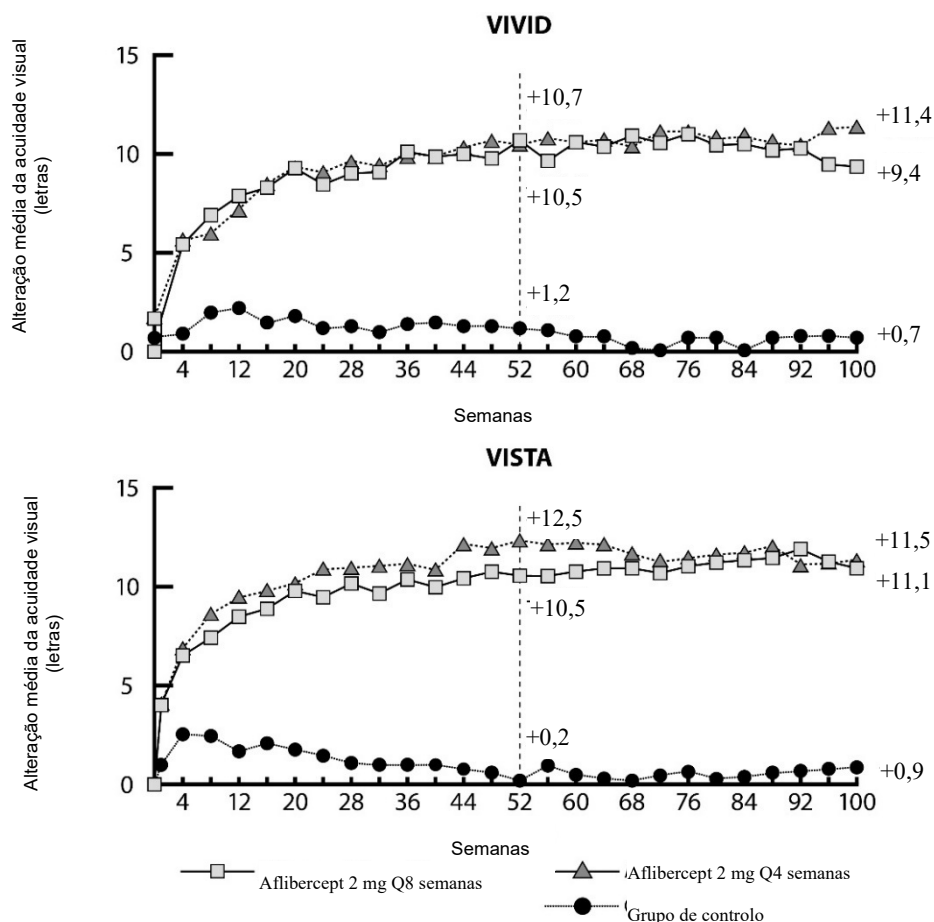 VIVID
Alteração média da acuidade visual
(letras)
15
10
5
0
+10,7
+10,5
+1,2
+11,4
+9,4
+0,7
4 12 20 28 36 44 52 60 68 76 84 92 100
Semanas
VISTA
Alteração média da acuidade visual
(letras)
15
10
5
0
+12,5
+10,5
+0,2
+11,5
+11,1
+0,9
4 12 20 28 36 44 52 60 68 76 84 92 100
Semanas
Aflibercept 2 mg Q8 semanas
Aflibercept 2 mg Q4 semanas
Grupo de controlo